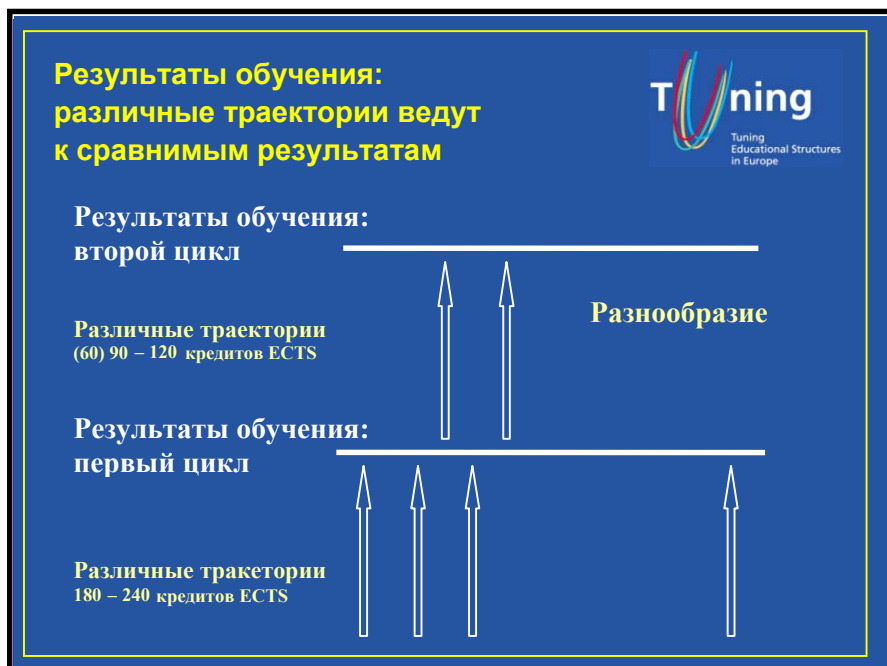 Результаты обучения:
различные траектории ведут
к сравнимым результатам
Tuning
Tuning
Educational Structures
in Europe
Результаты обучения:
второй цикл
Разнообразие
Различные траектории
(60) 90 – 120 кредитов ECTS
Результаты обучения:
первый цикл
Различные тракетории
180 – 240 кредитов ECTS